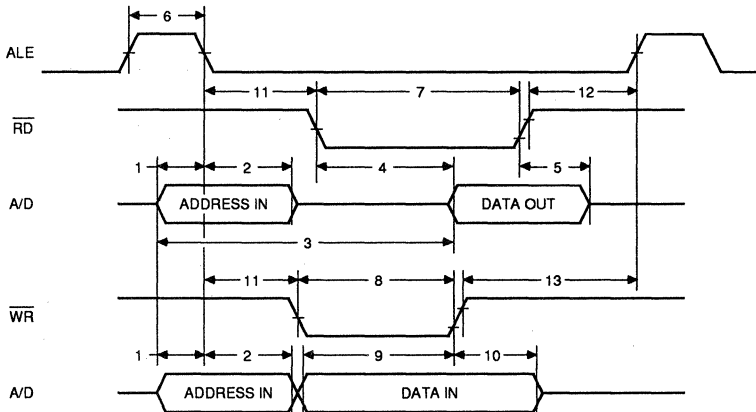 6
ALE
11 7 12
RD
1 2 4 5
A/D ADDRESS IN DATA OUT
3
11 8 13
WR
1 2 9 10
A/D ADDRESS IN DATA IN